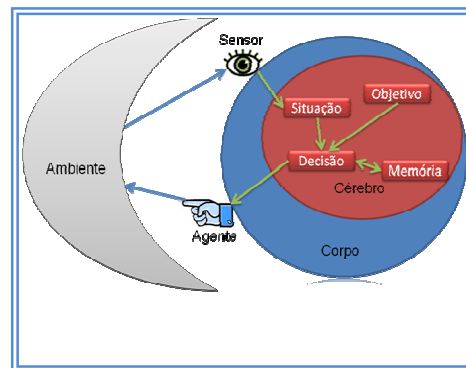 Sensor
Situação
Objetivo
Ambiente
Decisão
Memória
Cérebro
Agente
Corpo